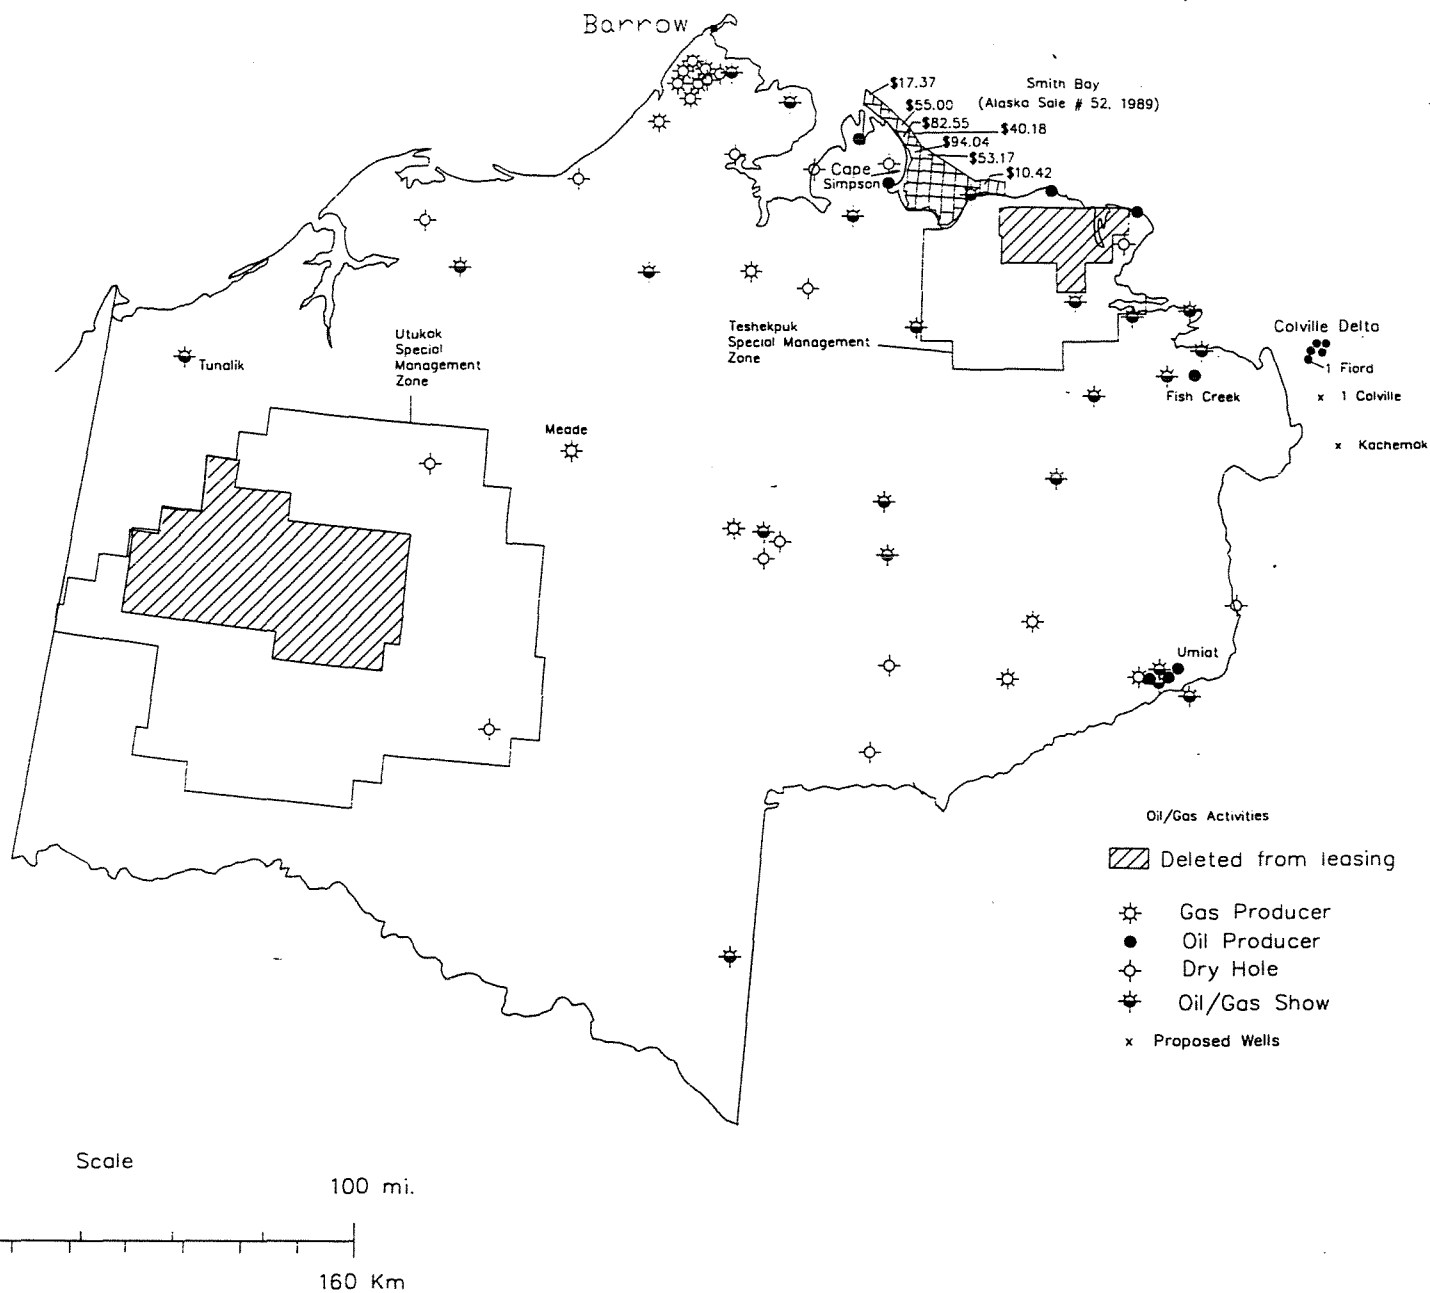 Barrow
$17.37
Smith Bay
(Alaska Sale # 52, 1989)
$55.00
$82.55
$40.18
$94.04
$53.17
$10.42
Cape
Simpson
Utukok
Special
Management
Zone
Teshekpuk
Special Management
Zone
Colville Delta
1 Fiord
1 Colville
Kachemak
Tunalik
Fish Creek
Meade
Umiat
Oil/Gas Activities
Deleted from leasing
Gas Producer
Oil Producer
Dry Hole
Oil/Gas Show
x Proposed Wells
Scale
100 mi.
160 Km